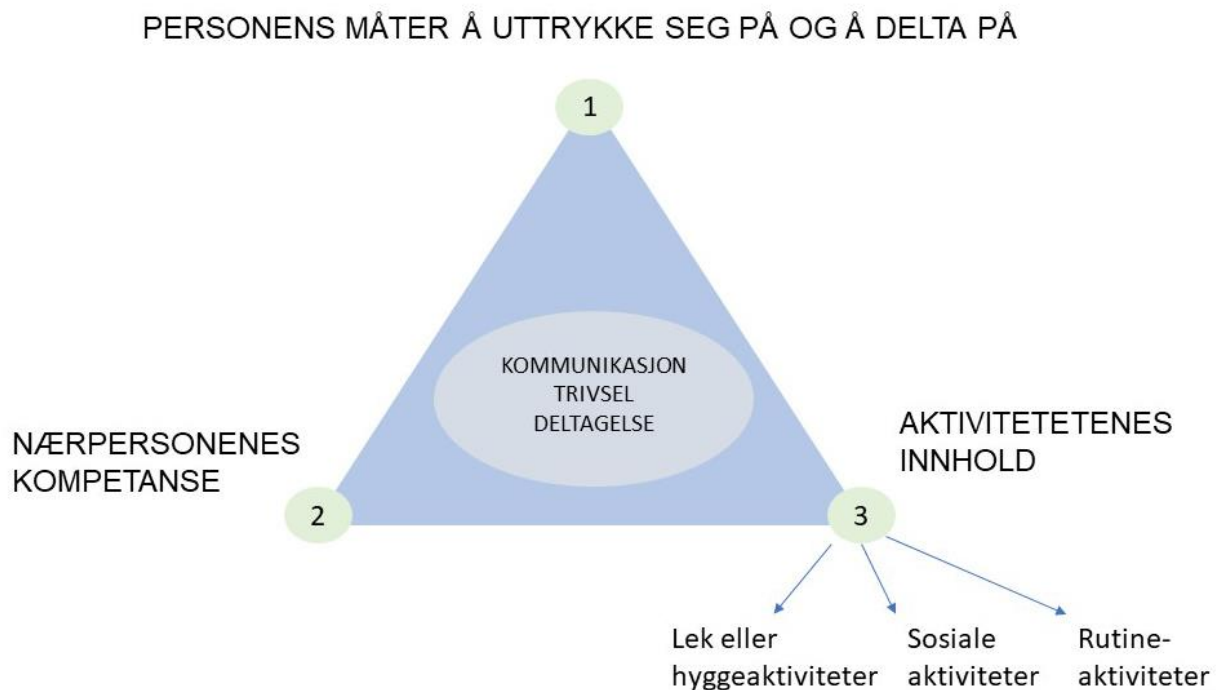 PERSONENS MÅTER Å UTTRYKKE SEG PÅ OG Å DELTA PÅ
1
KOMMUNIKASJON
TRIVSEL
DELTAGELSE
NÆRPERSONENES
KOMPETANSE
2
AKTIVITETETENES
INNHOLD
3
Lek eller
hyggeaktiviteter
Sosiale
aktiviteter
Rutine-
aktiviteter